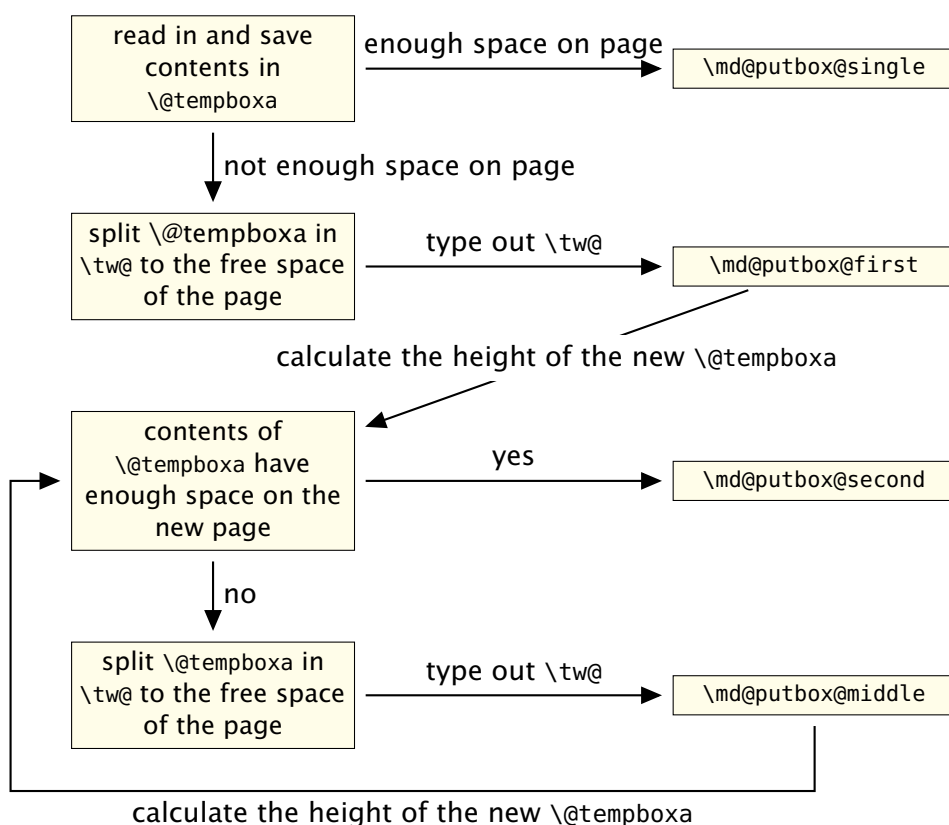 read in and save
contents in
\@tempboxa
enough space on page
\md@putbox@single
not enough space on page
split \@tempboxa in
\tw@ to the free space
of the page
type out \tw@
\md@putbox@first
calculate the height of the new \@tempboxa
contents of
\@tempboxa have
enough space on the
new page
yes
\md@putbox@second
no
split \@tempboxa in
\tw@ to the free space
of the page
type out \tw@
\md@putbox@middle
calculate the height of the new \@tempboxa